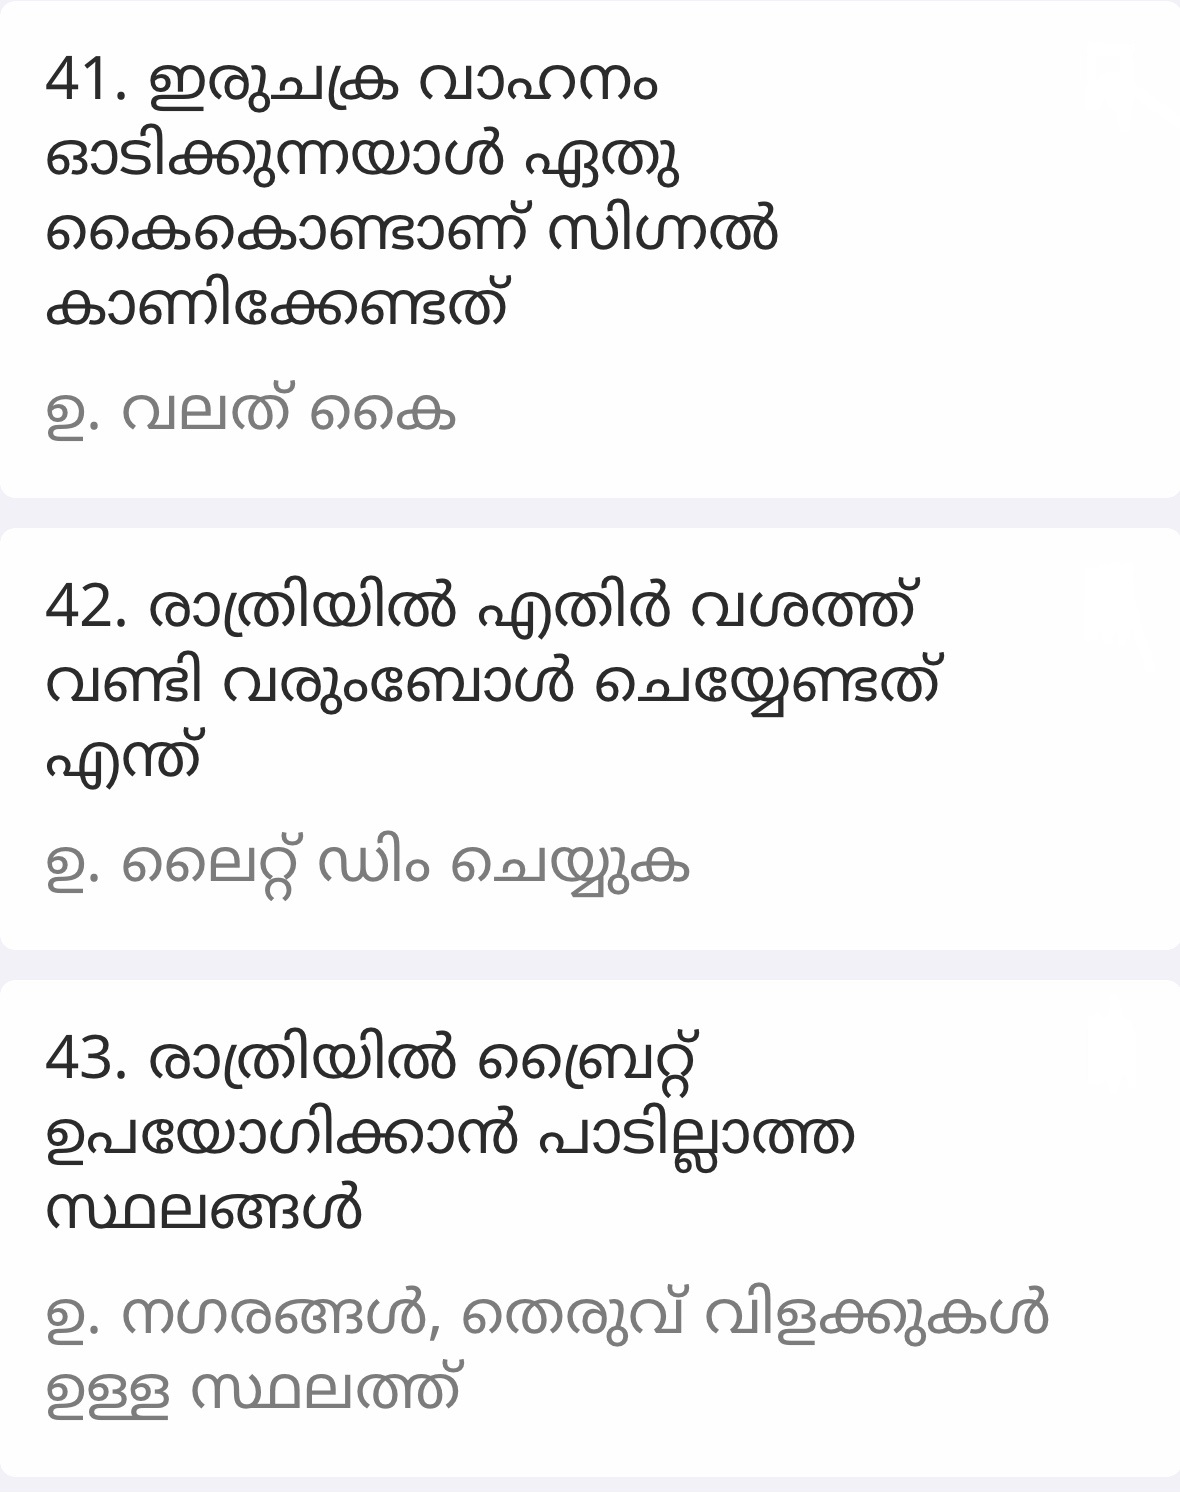 41. ഇരുചക്ര വാഹനം
ഓടിക്കുന്നയാൾ ഏതു
കൈകൊണ്ടാണ് സിഗ്നൽ
കാണിക്കേണ്ടത്
ഉ. വലത് കൈ
42. രാത്രിയിൽ എതിർ വശത്ത്
വണ്ടി വരുംബോൾ ചെയ്യേണ്ടത്
എന്ത്
ഉ. ലൈറ്റ് ഡിം ചെയ്യുക
43. രാത്രിയിൽ ബ്രൈറ്റ്
ഉപയോഗിക്കാൻ പാടില്ലാത്ത
സ്ഥലങ്ങൾ
ഉ. നഗരങ്ങൾ, തെരുവ് വിളക്കുകൾ
ഉള്ള സ്ഥലത്ത്